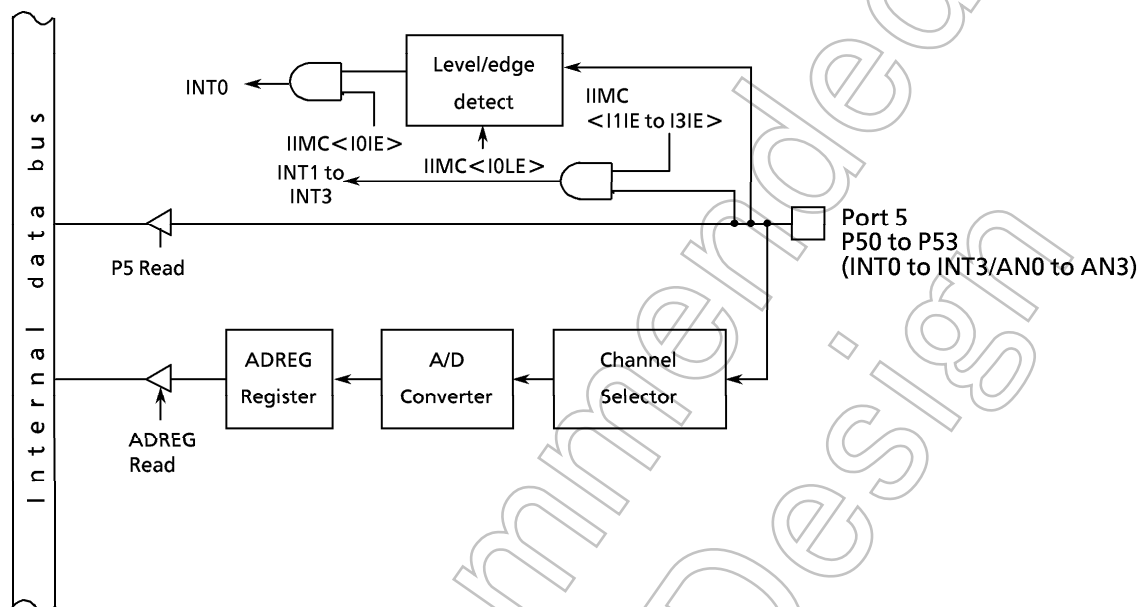 Internal data bus
INT0
Level/edge
detect
IIMC
<I1IE to I3IE>
IIMC<I0IE>
IIMC<I0LE>
INT1 to
INT3
P5 Read
Port 5
P50 to P53
(INT0 to INT3/AN0 to AN3)
ADREG
Register
A/D
Converter
Channel
Selector
ADREG
Read
mmended
Design